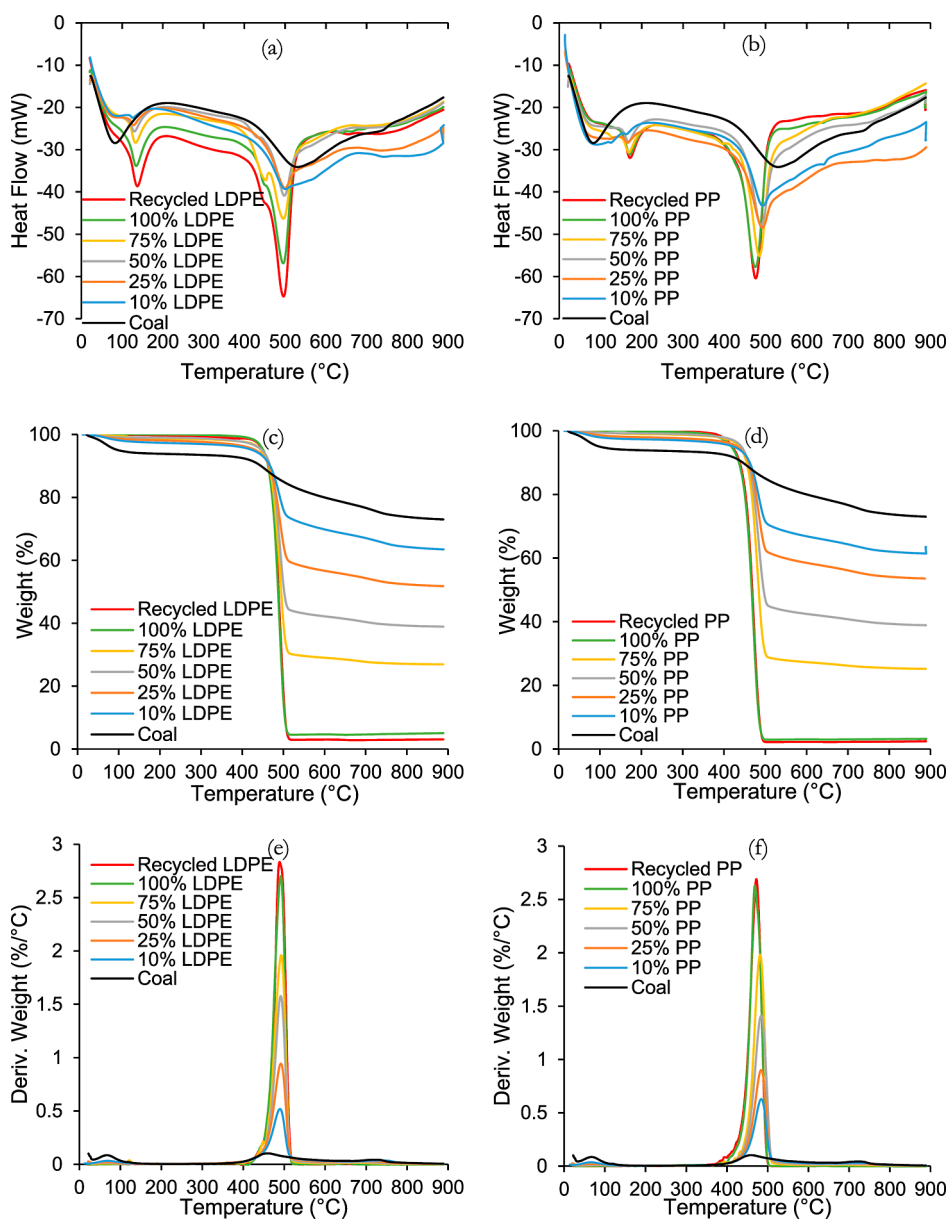 (a)
0
-10
-20
-30
-40
-50
-60
-70
Heat Flow (mW)
Recycled LDPE
100% LDPE
75% LDPE
50% LDPE
25% LDPE
10% LDPE
Coal
0 100 200 300 400 500 600 700 800 900
Temperature (°C)
(b)
0
-10
-20
-30
-40
-50
-60
-70
Heat Flow (mW)
Recycled PP
100% PP
75% PP
50% PP
25% PP
10% PP
Coal
0 100 200 300 400 500 600 700 800 900
Temperature (°C)
(c)
100
80
60
40
20
0
Weight (%)
Recycled LDPE
100% LDPE
75% LDPE
50% LDPE
25% LDPE
10% LDPE
Coal
0 100 200 300 400 500 600 700 800 900
Temperature (°C)
(d)
100
80
60
40
20
0
Weight (%)
Recycled PP
100% PP
75% PP
50% PP
25% PP
10% PP
Coal
0 100 200 300 400 500 600 700 800 900
Temperature (°C)
(e)
3
2.5
2
1.5
1
0.5
0
Deriv. Weight (%/°C)
Recycled LDPE
100% LDPE
75% LDPE
50% LDPE
25% LDPE
10% LDPE
Coal
0 100 200 300 400 500 600 700 800 900
Temperature (°C)
(f)
3
2.5
2
1.5
1
0.5
0
Deriv. Weight (%/°C)
Recycled PP
100% PP
75% PP
50% PP
25% PP
10% PP
Coal
0 100 200 300 400 500 600 700 800 900
Temperature (°C)